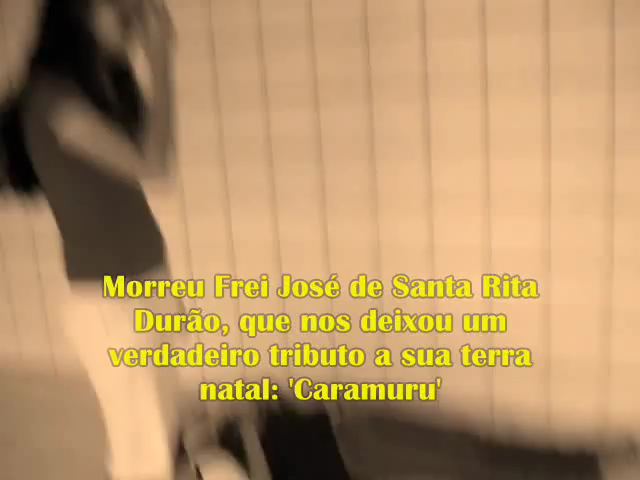 Morreu Frei José de Santa Rita
Durão, que nos deixou um
verdadeiro tributo a sua terra
natal: 'Caramuru'